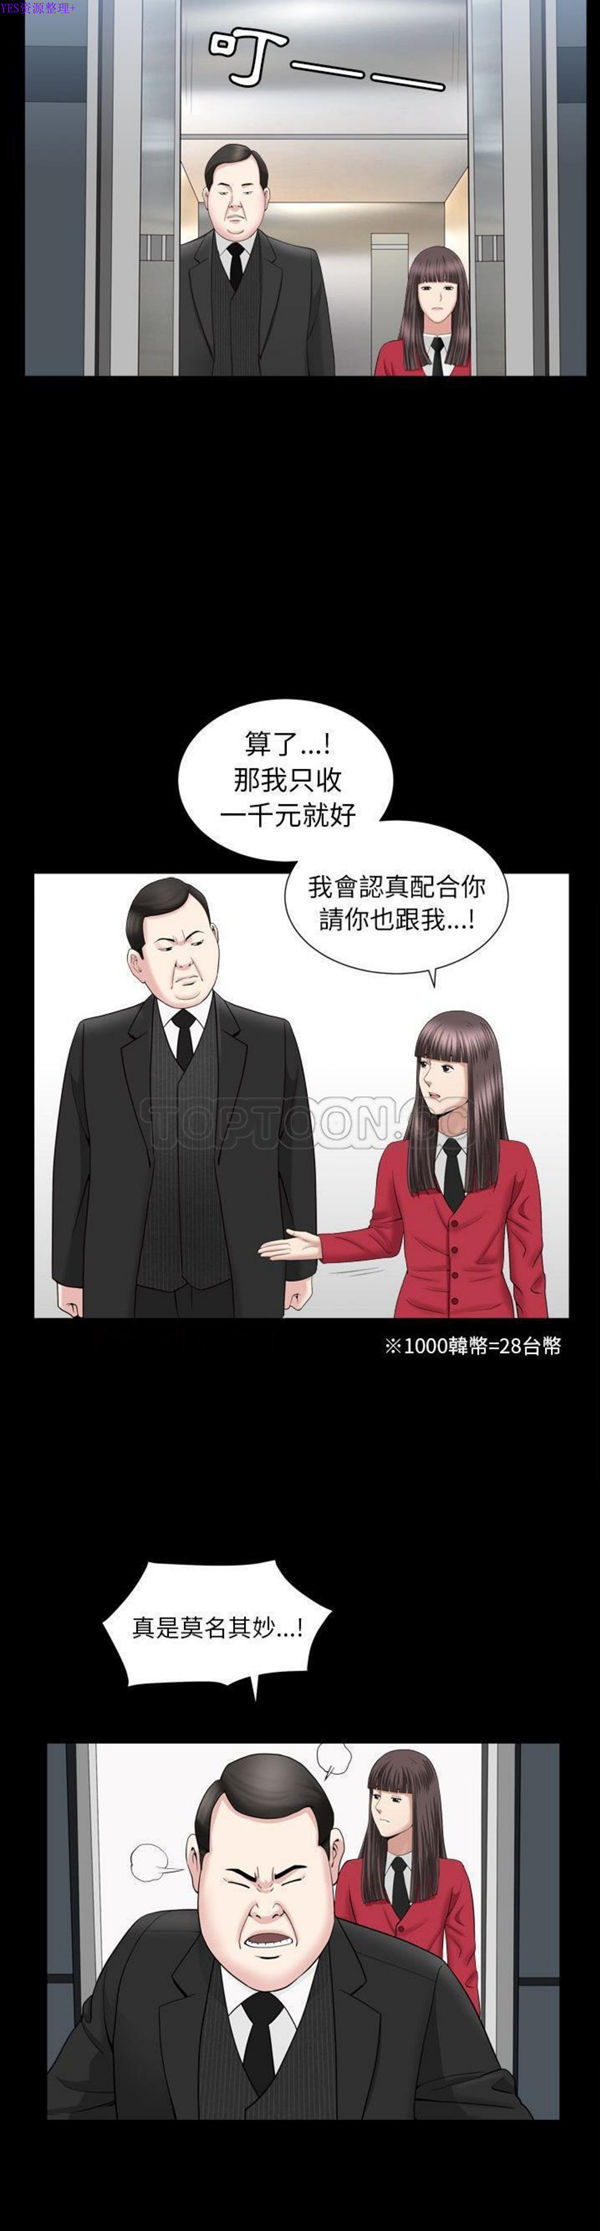 YES資源整理+
叮——
算了...!
那我只收
一千元就好
我會認真配合你
請你也跟我...!
TOPTOON.CC
※1000韓幣=28台幣
真是莫名其妙...!